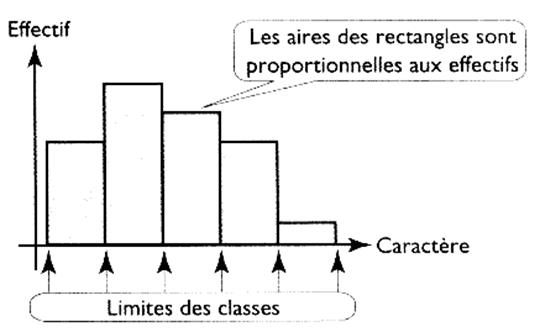 Effectif
Les aires des rectangles sont
proportionnelles aux effectifs
Caractère
Limites des classes